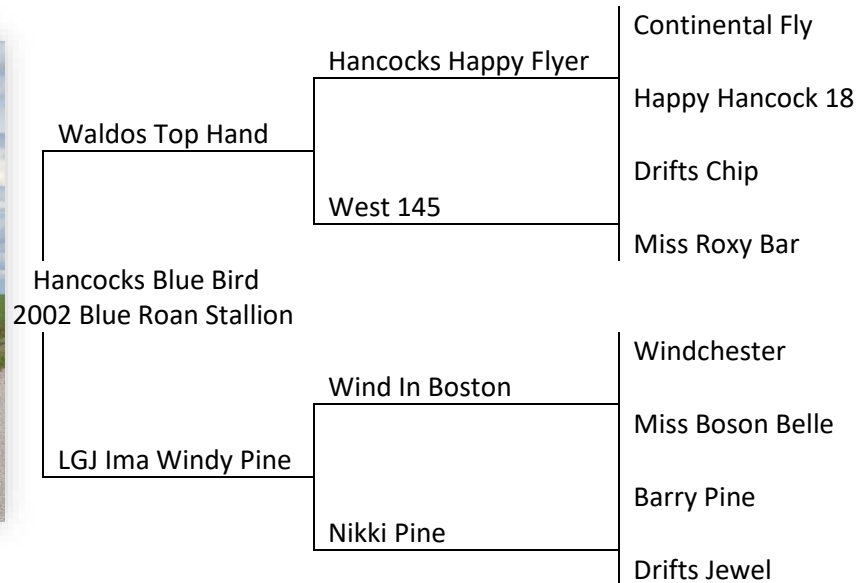 Continental Fly
Hancocks Happy Flyer
Happy Hancock 18
Waldos Top Hand
Drifts Chip
West 145
Miss Roxy Bar
Hancocks Blue Bird
2002 Blue Roan Stallion
Windchester
Wind In Boston
Miss Boson Belle
LGJ Ima Windy Pine
Barry Pine
Nikki Pine
Drifts Jewel